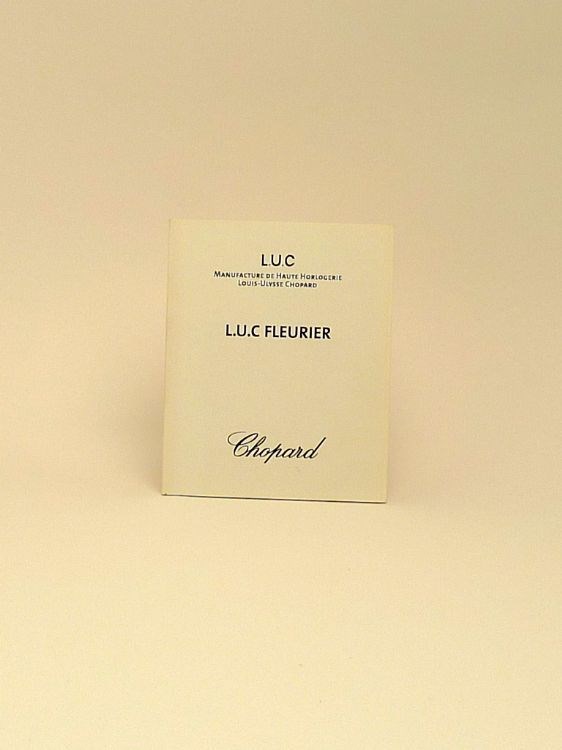 L.U.C
MANUFACTURE DE HAUTE HORLOGERIE
LOUIS-ULYSSE CHOPARD
L.U.C FLEURIER
Chopard